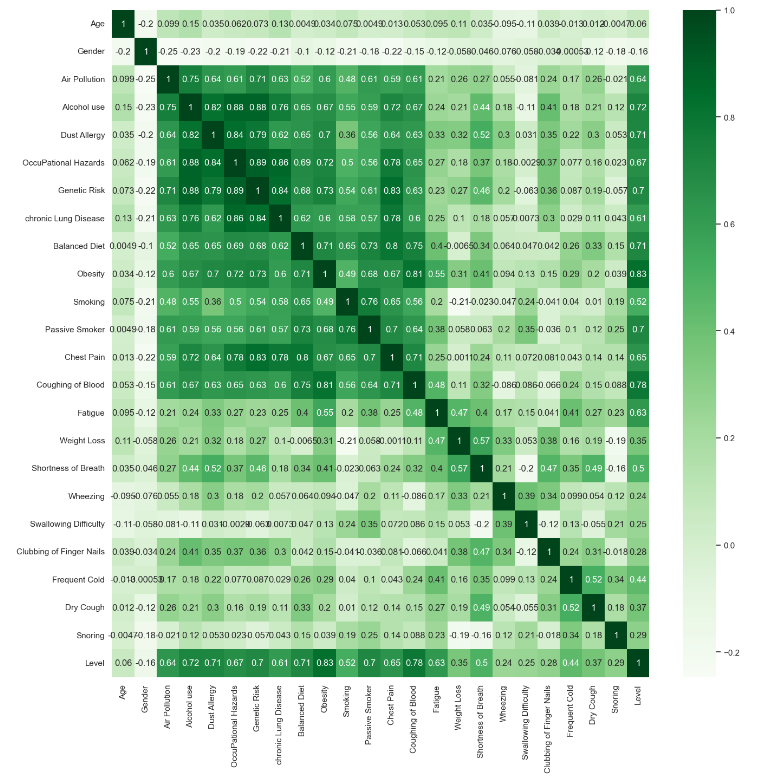 Age 1 -0.2 0.099 0.15 0.035 0.062 0.073 0.13 0.0049 0.034 0.075 0.0049 0.013 0.053 0.095 0.11 0.035 -0.095 -0.11 0.039 -0.013 0.012 -0.0047 0.06
Gender -0.2 1 -0.25 -0.23 -0.2 -0.19 -0.22 -0.21 -0.1 -0.12 -0.21 -0.18 -0.22 -0.15 -0.12 -0.058 -0.046 -0.076 -0.058 -0.034 -0.00053 -0.12 -0.18 -0.16
Air Pollution 0.099 -0.25 1 0.75 0.64 0.61 0.71 0.63 0.52 0.6 0.48 0.61 0.59 0.61 0.21 0.26 0.27 0.055 -0.081 0.24 0.17 0.26 -0.021 0.64
Alcohol use 0.15 -0.23 0.75 1 0.82 0.88 0.88 0.76 0.65 0.67 0.55 0.59 0.72 0.67 0.24 0.21 0.44 0.18 -0.11 0.41 0.18 0.21 0.12 0.72
Dust Allergy 0.035 -0.2 0.64 0.82 1 0.84 0.79 0.62 0.65 0.7 0.36 0.56 0.64 0.63 0.33 0.32 0.52 0.3 0.031 0.35 0.22 0.3 0.053 0.71
OccuPational Hazards 0.062 -0.19 0.61 0.88 0.84 1 0.89 0.86 0.69 0.72 0.5 0.56 0.78 0.65 0.27 0.18 0.37 0.18 -0.0029 0.37 0.077 0.16 0.023 0.67
Genetic Risk 0.073 -0.22 0.71 0.88 0.79 0.89 1 0.84 0.68 0.73 0.54 0.61 0.83 0.63 0.23 0.27 0.46 0.2 -0.063 0.36 0.087 0.19 -0.057 0.7
chronic Lung Disease 0.13 -0.21 0.63 0.76 0.62 0.86 0.84 1 0.62 0.6 0.58 0.57 0.78 0.6 0.25 0.1 0.18 0.057 0.0073 0.3 0.029 0.11 0.043 0.61
Balanced Diet 0.0049 -0.1 0.52 0.65 0.65 0.69 0.68 0.62 1 0.71 0.65 0.73 0.8 0.75 0.4 -0.0065 0.34 0.064 0.047 0.042 0.26 0.33 0.15 0.71
Obesity 0.034 -0.12 0.6 0.67 0.7 0.72 0.73 0.6 0.71 1 0.49 0.68 0.67 0.81 0.55 0.31 0.41 0.094 0.13 0.15 0.29 0.2 0.039 0.83
Smoking 0.075 -0.21 0.48 0.55 0.36 0.5 0.54 0.58 0.65 0.49 1 0.76 0.65 0.56 0.2 -0.21 -0.023 -0.047 0.24 -0.041 0.04 0.01 0.19 0.52
Passive Smoker 0.0049 -0.18 0.61 0.59 0.56 0.56 0.61 0.57 0.73 0.68 0.76 1 0.7 0.64 0.38 0.058 0.063 0.2 0.35 -0.036 0.1 0.12 0.25 0.7
Chest Pain 0.013 -0.22 0.59 0.72 0.64 0.78 0.83 0.78 0.8 0.67 0.65 0.7 1 0.71 0.25 -0.0011 0.24 0.11 0.072 0.081 0.043 0.14 0.14 0.65
Coughing of Blood 0.053 -0.15 0.61 0.67 0.63 0.65 0.63 0.6 0.75 0.81 0.56 0.64 0.71 1 0.48 0.11 0.32 -0.086 0.086 -0.066 0.24 0.15 0.088 0.78
Fatigue 0.095 -0.12 0.21 0.24 0.33 0.27 0.23 0.25 0.4 0.55 0.2 0.38 0.25 0.48 1 0.47 0.4 0.17 0.15 0.041 0.41 0.27 0.23 0.63
Weight Loss 0.11 -0.058 0.26 0.21 0.32 0.18 0.27 0.1 -0.0065 0.31 -0.21 0.058 -0.0011 0.11 0.47 1 0.57 0.33 0.053 0.38 0.16 0.19 -0.19 0.35
Shortness of Breath 0.035 -0.046 0.27 0.44 0.52 0.37 0.46 0.18 0.34 0.41 -0.023 0.063 0.24 0.32 0.4 0.57 1 0.21 -0.2 0.47 0.35 0.49 -0.16 0.5
Wheezing -0.095 -0.076 0.055 0.18 0.3 0.18 0.2 0.057 0.064 0.094 -0.047 0.2 0.11 -0.086 0.17 0.33 0.21 1 0.39 0.34 0.099 0.054 0.12 0.24
Swallowing Difficulty -0.11 -0.058 -0.081 -0.11 0.031 -0.0029 -0.063 0.0073 0.047 0.13 0.24 0.35 0.072 0.086 0.15 0.053 -0.2 0.39 1 -0.12 0.13 -0.055 0.21 0.25
Clubbing of Finger Nails 0.039 -0.034 0.24 0.41 0.35 0.37 0.36 0.3 0.042 0.15 -0.041 -0.036 0.081 -0.066 0.041 0.38 0.47 0.34 -0.12 1 0.24 0.31 -0.018 0.28
Frequent Cold -0.013 -0.00053 0.17 0.18 0.22 0.077 0.087 0.029 0.26 0.29 0.04 0.1 0.043 0.24 0.41 0.16 0.35 0.099 0.13 0.24 1 0.52 0.34 0.44
Dry Cough 0.012 -0.12 0.26 0.21 0.3 0.16 0.19 0.11 0.33 0.2 0.01 0.12 0.14 0.15 0.27 0.19 0.49 0.054 -0.055 0.31 0.52 1 0.18 0.37
Snoring -0.0047 -0.18 -0.021 0.12 0.053 0.023 -0.057 0.043 0.15 0.039 0.19 0.25 0.14 0.088 0.23 -0.19 -0.16 0.12 0.21 -0.018 0.34 0.18 1 0.29
Level 0.06 -0.16 0.64 0.72 0.71 0.67 0.7 0.61 0.71 0.83 0.52 0.7 0.65 0.78 0.63 0.35 0.5 0.24 0.25 0.28 0.44 0.37 0.29 1
Age
Gender
Air Pollution
Alcohol use
Dust Allergy
OccuPational Hazards
Genetic Risk
chronic Lung Disease
Balanced Diet
Obesity
Smoking
Passive Smoker
Chest Pain
Coughing of Blood
Fatigue
Weight Loss
Shortness of Breath
Wheezing
Swallowing Difficulty
Clubbing of Finger Nails
Frequent Cold
Dry Cough
Snoring
Level
1.0
0.8
0.6
0.4
0.2
0.0
−0.2